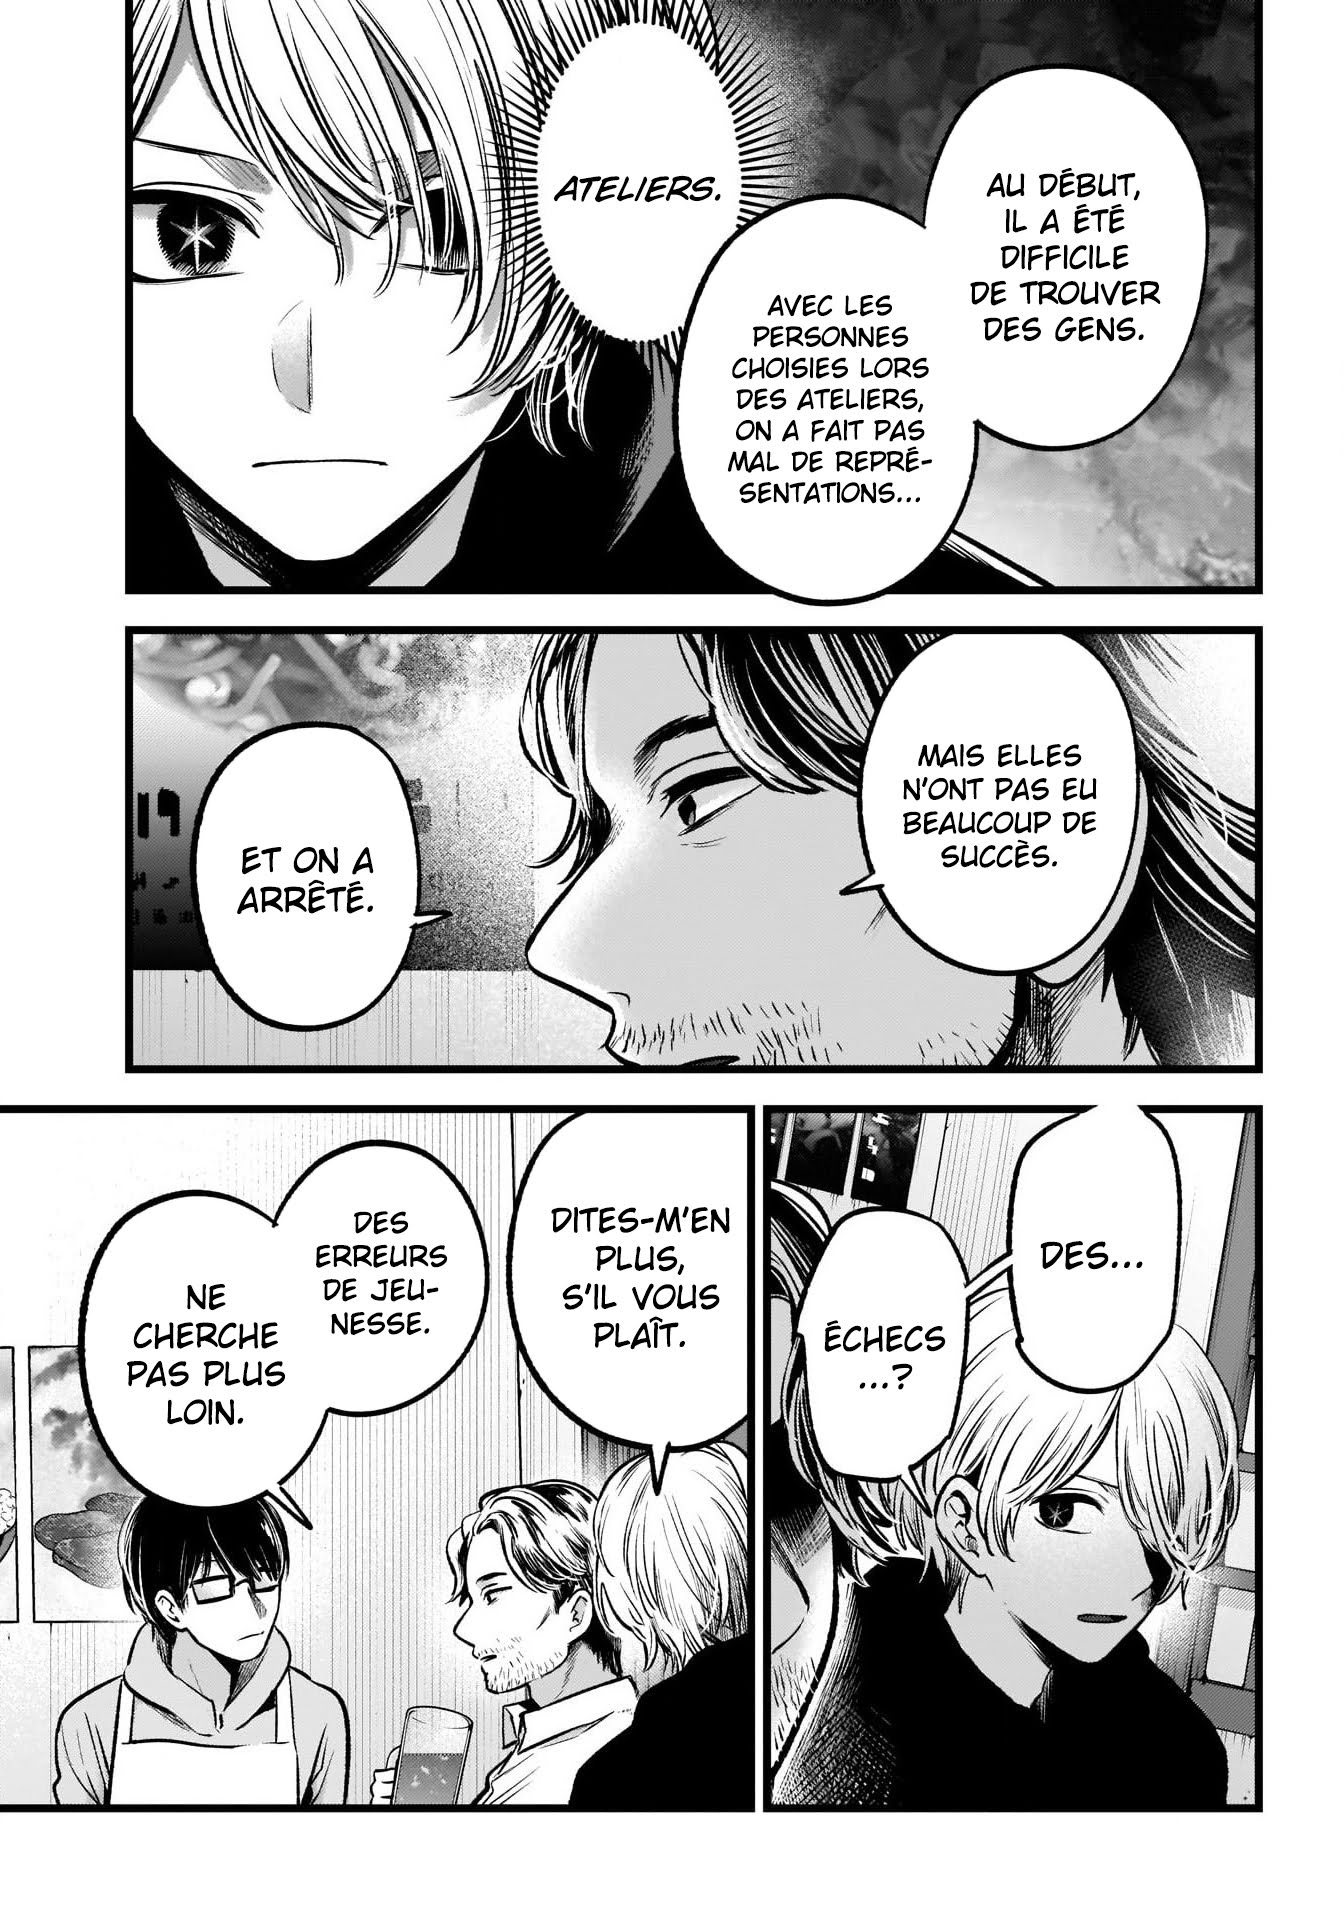 AU DÉBUT,
IL A ÉTÉ
DIFFICILE
DE TROUVER
DES GENS.
AVEC LES
PERSONNES
CHOISIES LORS
DES ATELIERS,
ON A FAIT PAS
MAL DE REPRÉ-
SENTATIONS...
ATELIERS.
MAIS ELLES
N'ONT PAS EU
BEAUCOUP DE
SUCCÈS.
ET ON A
ARRÊTÉ.
DES...
ÉCHECS
...?
DITES-M'EN
PLUS,
S'IL VOUS
PLAÎT.
DES
ERREURS
DE JEU-
NESSE.
NE
CHERCHE
PAS PLUS
LOIN.